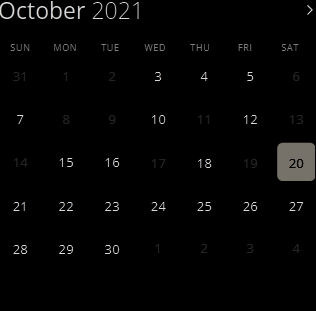 October 2021
SUN MON TUE WED THU FRI SAT
31 1 2 3 4 5 6
7 8 9 10 11 12 13
14 15 16 17 18 19 20
21 22 23 24 25 26 27
28 29 30 1 2 3 4